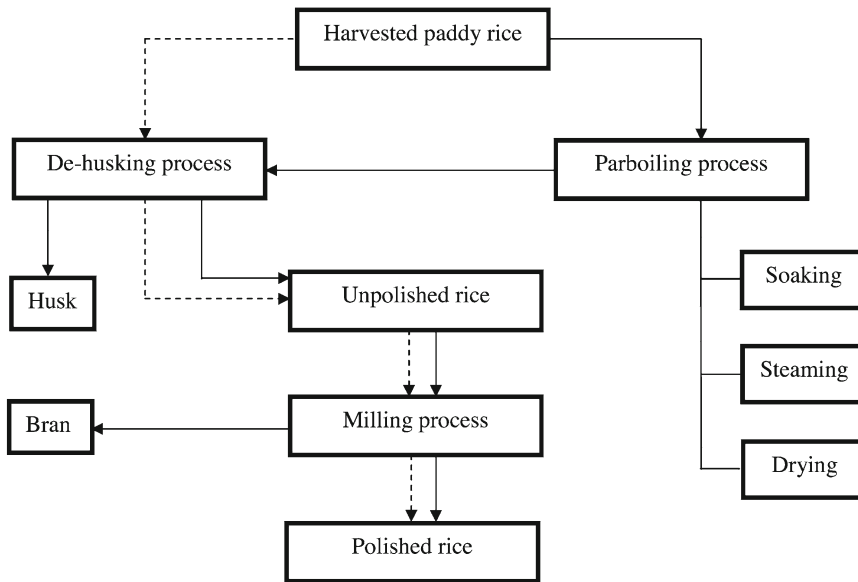 Harvested paddy rice
De-husking process
Parboiling process
Husk
Unpolished rice
Soaking
Steaming
Bran
Milling process
Drying
Polished rice